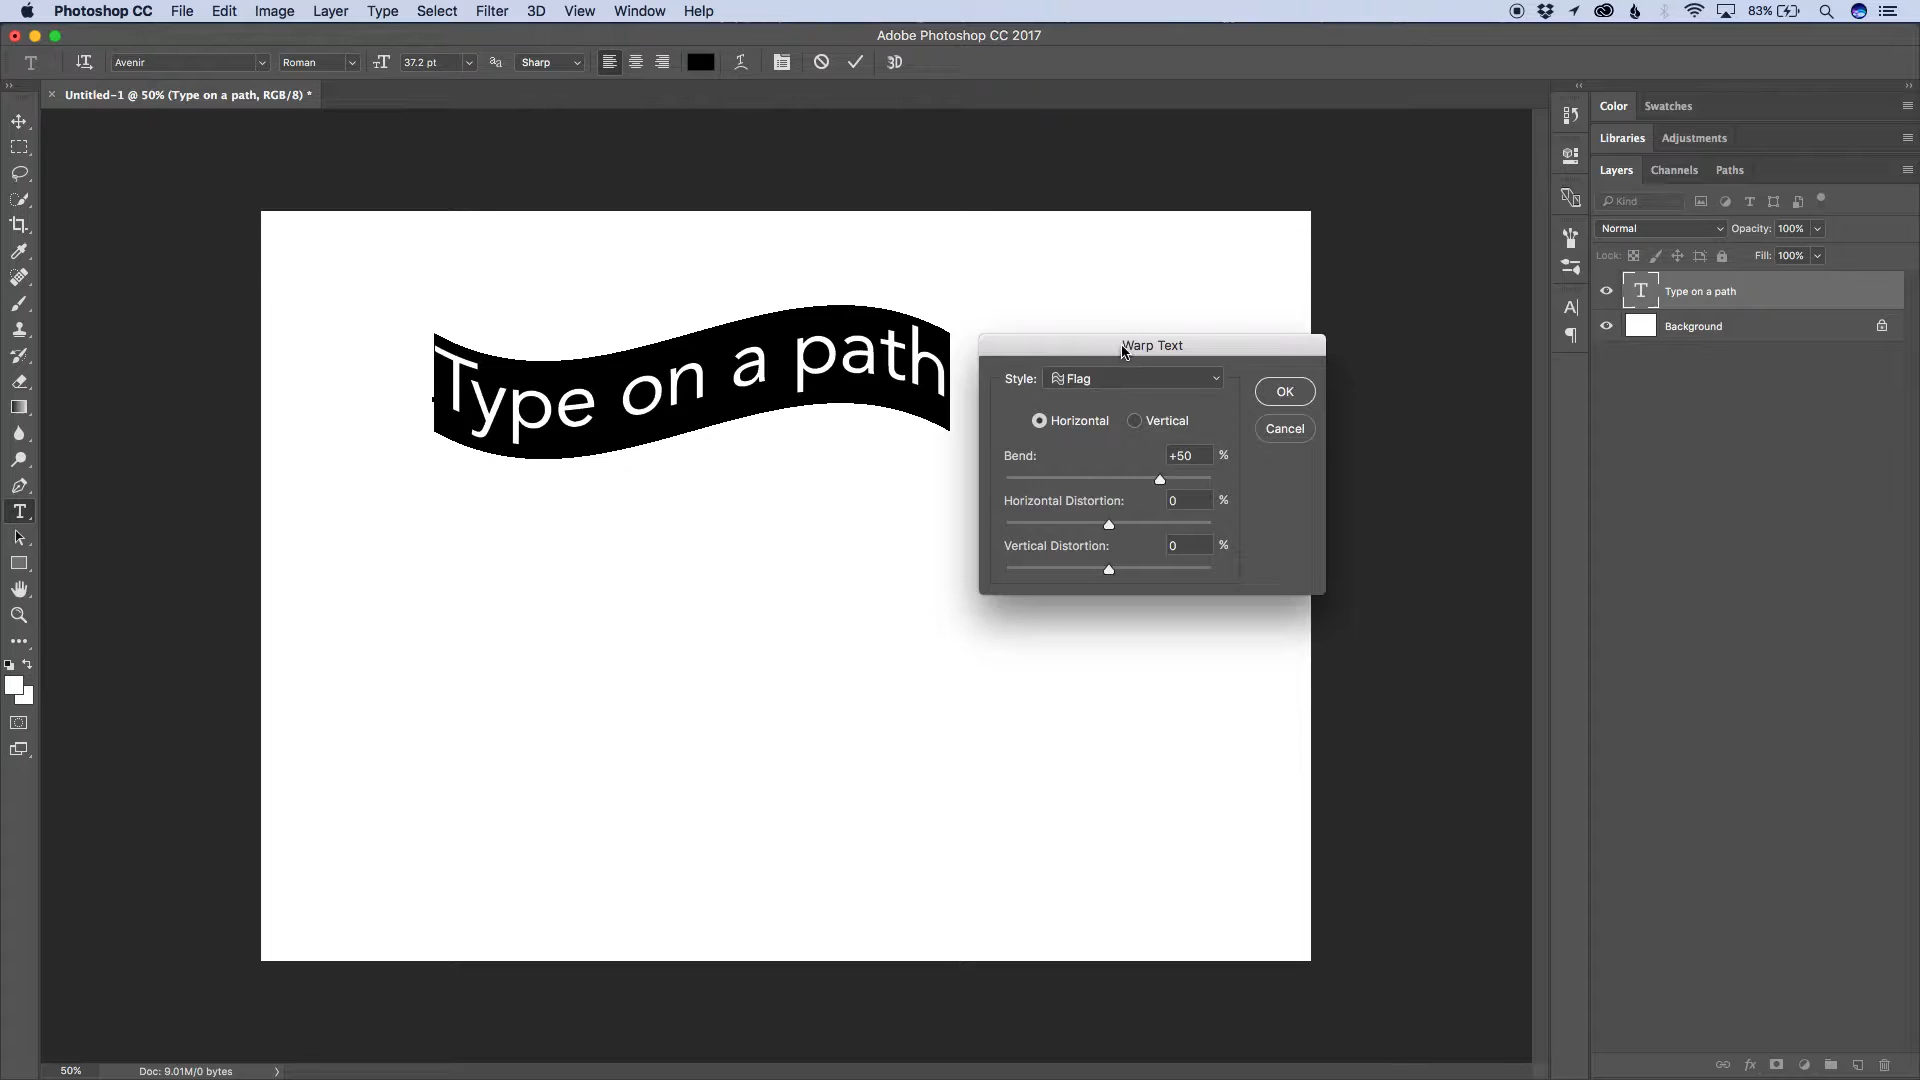 Photoshop CC File Edit Image Layer Type Select Filter 3D View Window Help 83%
Adobe Photoshop CC 2017
T Avenir Roman 37.2 pt Sharp 3D
Untitled-1 @ 50% (Type on a path, RGB/8) *
Color Swatches
Libraries Adjustments
Layers Channels Paths
Kind
Normal Opacity: 100%
Lock: Fill: 100%
T Type on a path
Background
Type on a path
Warp Text
Style: Flag
OK
Horizontal Vertical
Cancel
Bend: +50 %
Horizontal Distortion: 0 %
Vertical Distortion: 0 %
50% Doc: 9.01M/0 bytes